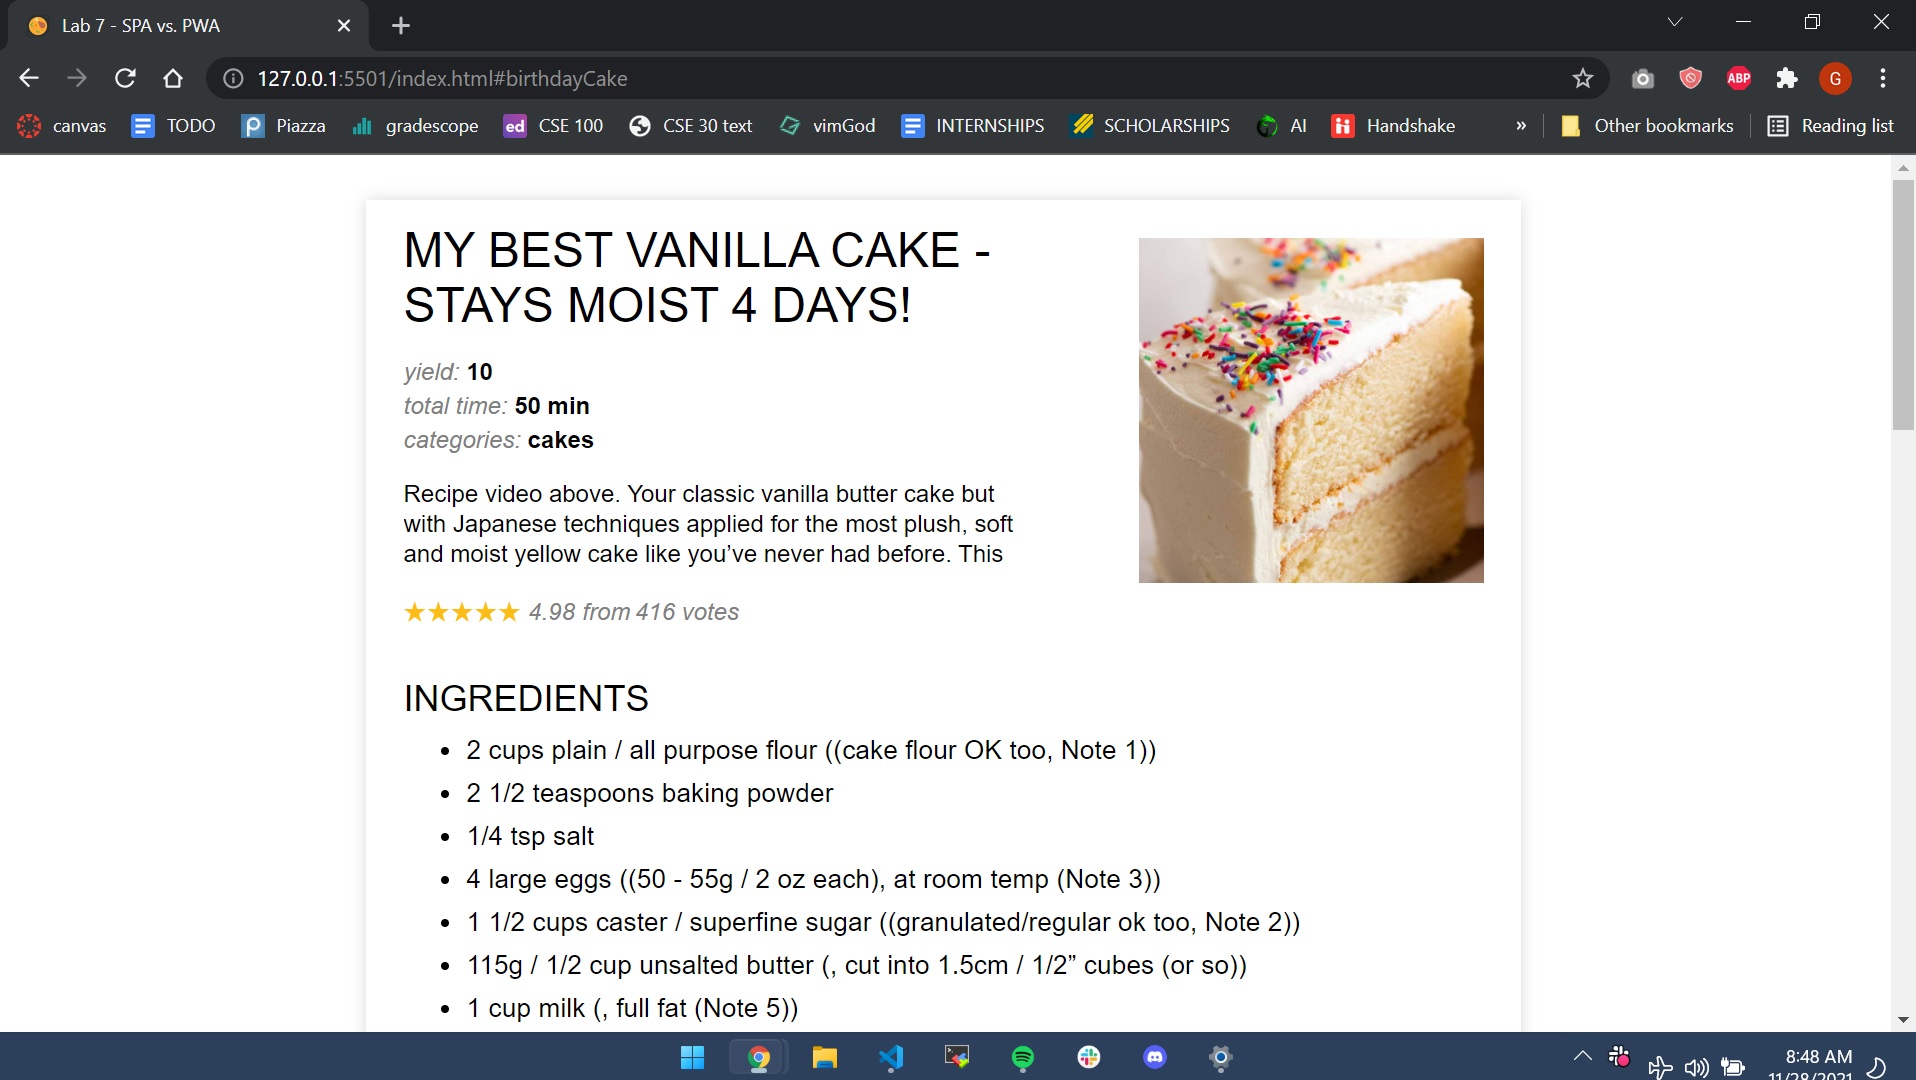 Lab 7 - SPA vs. PWA
127.0.0.1:5501/index.html#birthdayCake
ABP
G
canvas TODO Piazza gradescope ed CSE 100 CSE 30 text vimGod INTERNSHIPS SCHOLARSHIPS AI Handshake » Other bookmarks Reading list
MY BEST VANILLA CAKE -
STAYS MOIST 4 DAYS!
yield: 10
total time: 50 min
categories: cakes
Recipe video above. Your classic vanilla butter cake but
with Japanese techniques applied for the most plush, soft
and moist yellow cake like you’ve never had before. This
★★★★★ 4.98 from 416 votes
INGREDIENTS
• 2 cups plain / all purpose flour ((cake flour OK too, Note 1))
• 2 1/2 teaspoons baking powder
• 1/4 tsp salt
• 4 large eggs ((50 - 55g / 2 oz each), at room temp (Note 3))
• 1 1/2 cups caster / superfine sugar ((granulated/regular ok too, Note 2))
• 115g / 1/2 cup unsalted butter (, cut into 1.5cm / 1/2” cubes (or so))
• 1 cup milk (, full fat (Note 5))
8:48 AM
11/28/2021